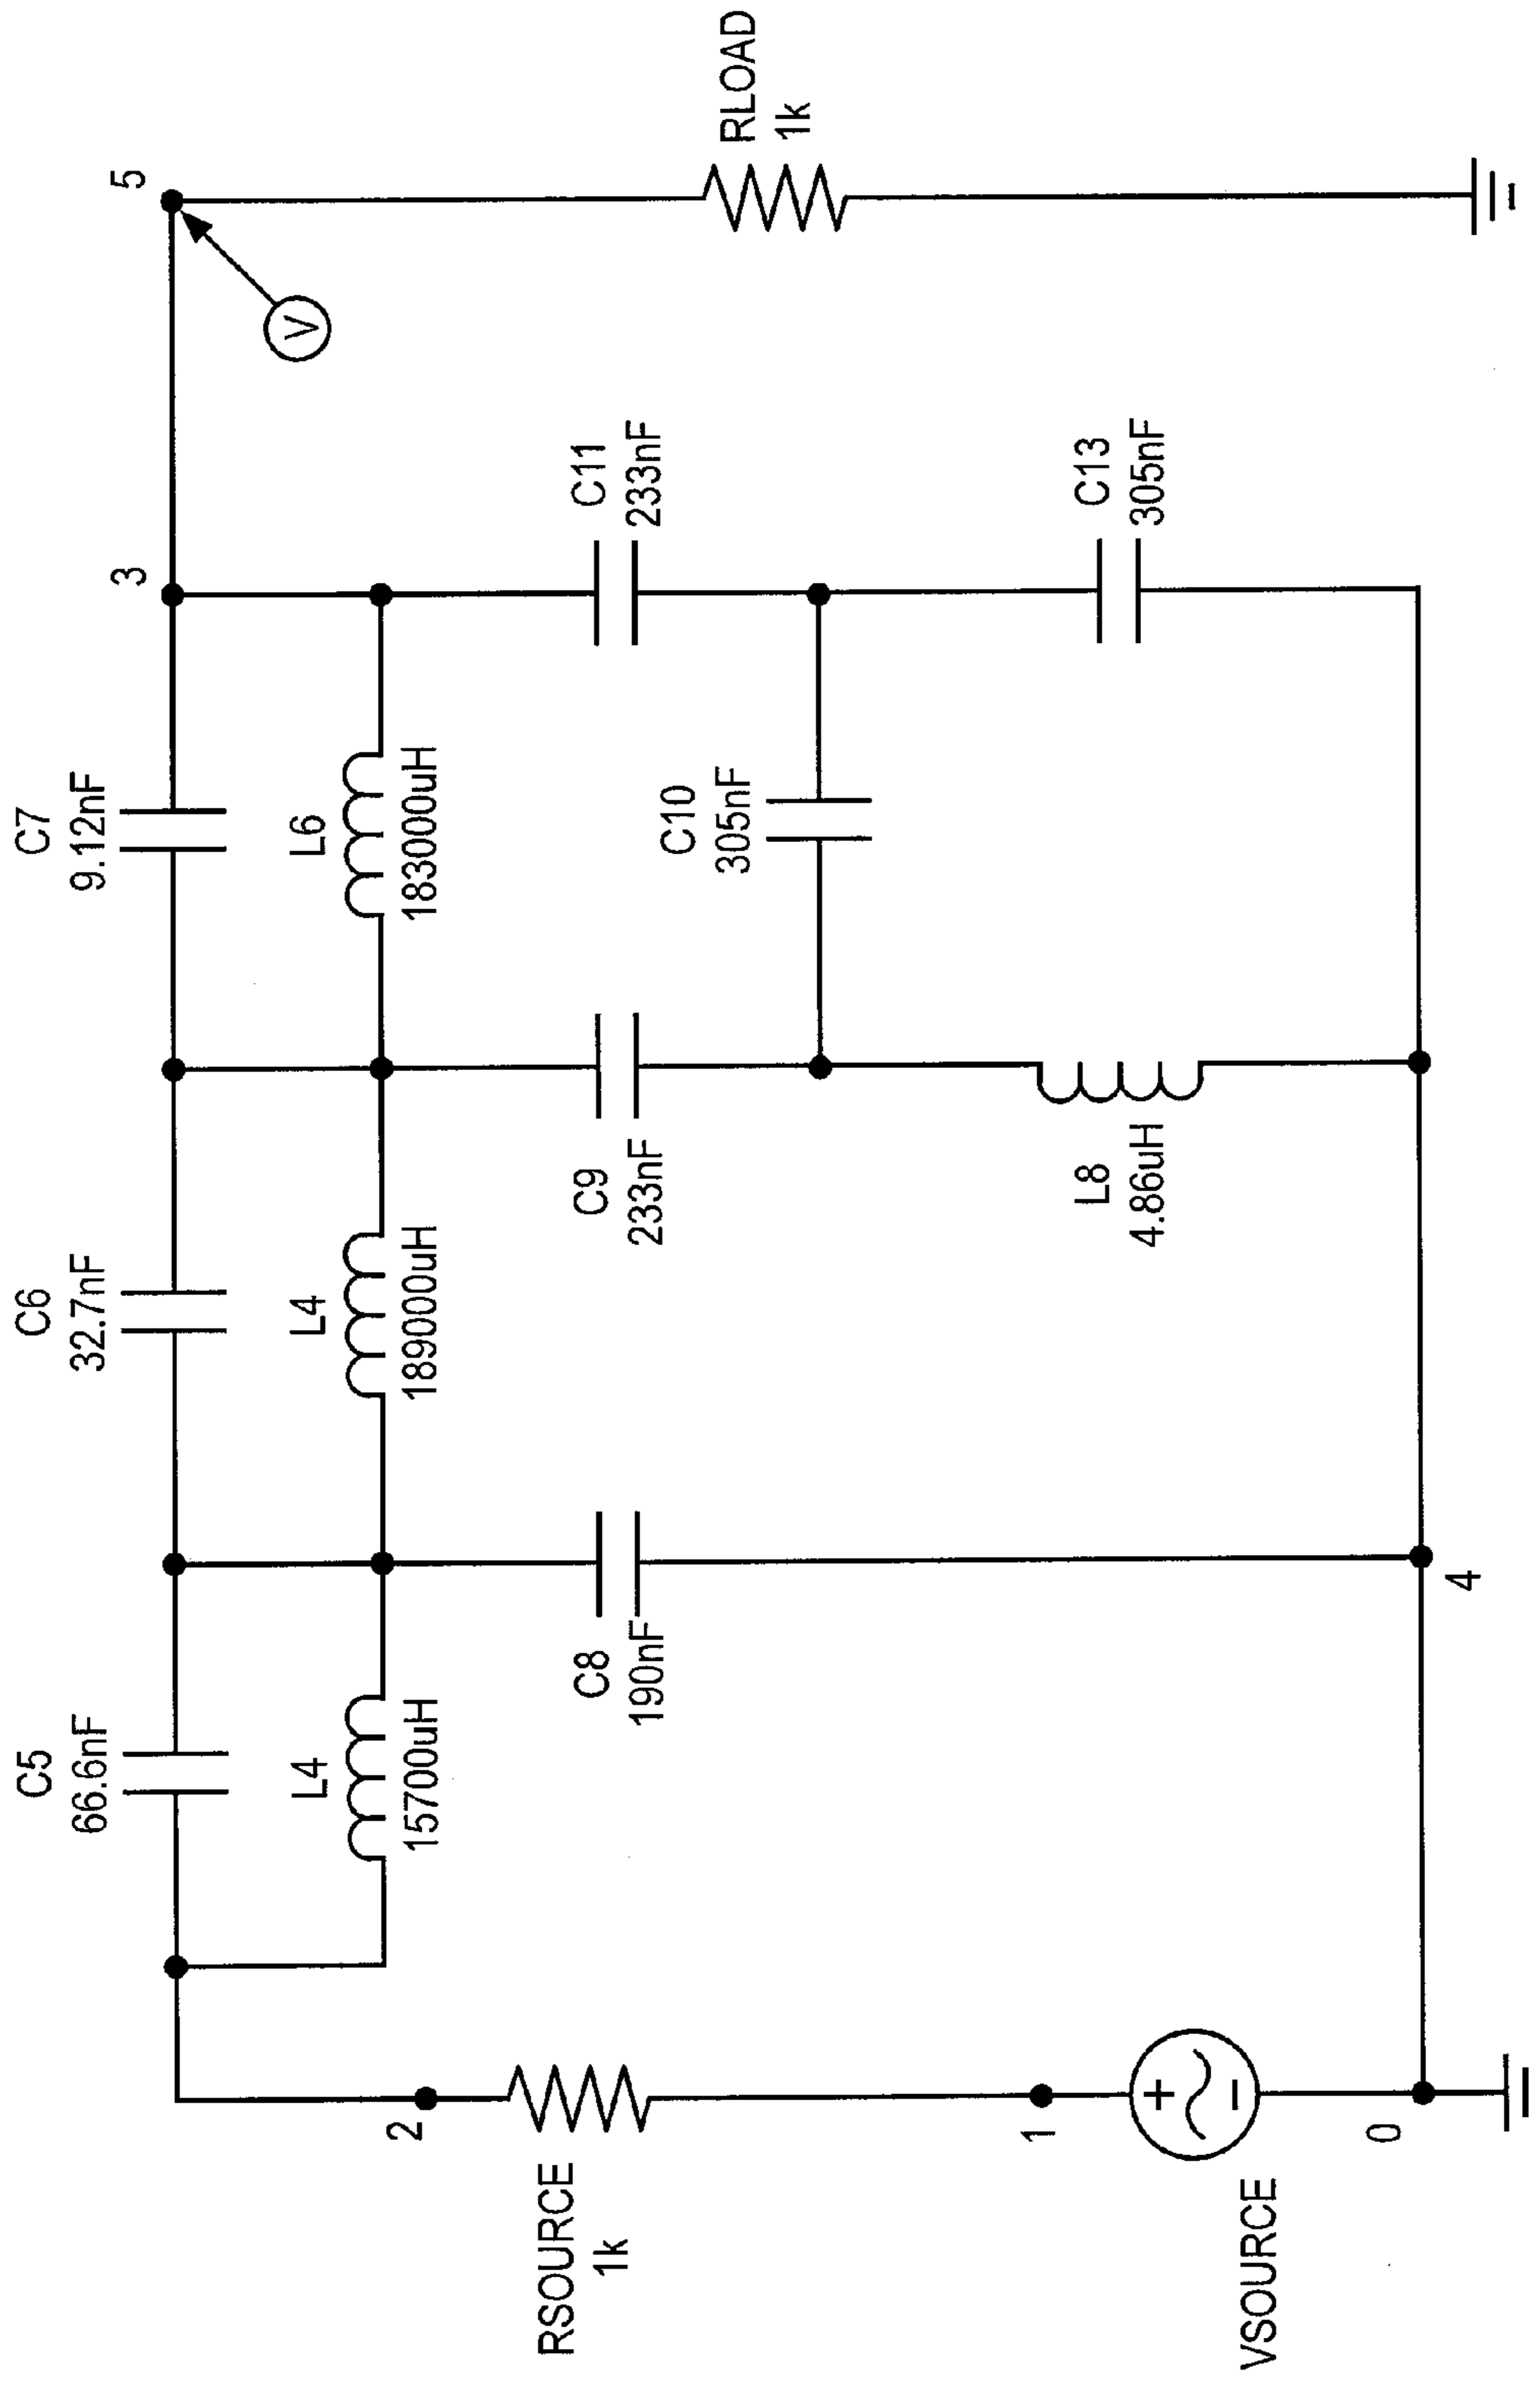 C5
66.6nF
C6
32.7nF
C7
9.12nF
3
5
L4
15700uH
L4
189000uH
L6
183000uH
V
2
RSOURCE
1k
C8
190nF
C9
233nF
C11
233nF
C10
305nF
RLOAD
1k
1
VSOURCE
+
−
L8
4.86uH
C13
305nF
0
4